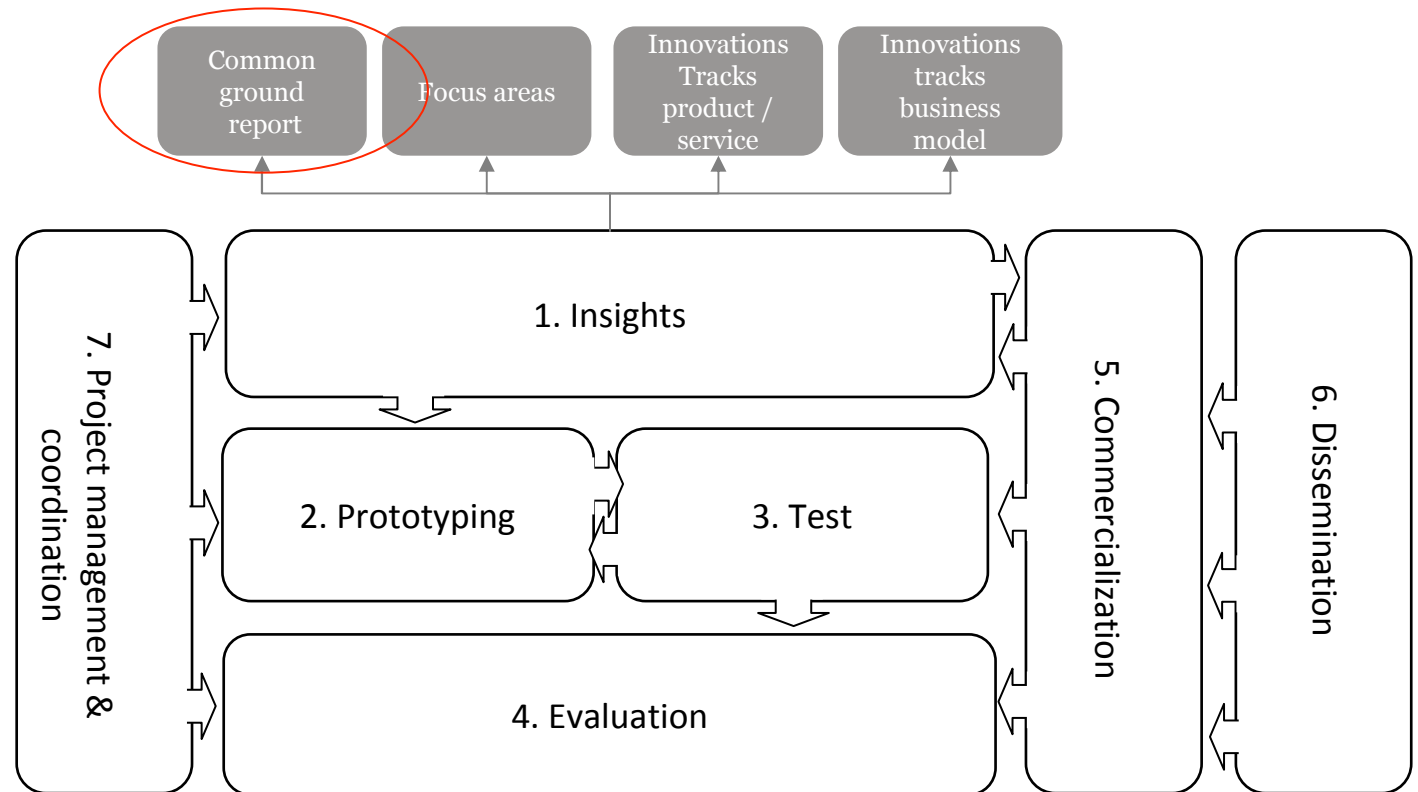 Common
ground
report
Focus areas
Innovations
Tracks
product /
service
Innovations
tracks
business
model
1. Insights
2. Prototyping
3. Test
4. Evaluation
5. Commercialization
6. Dissemination
7. Project management &
coordination